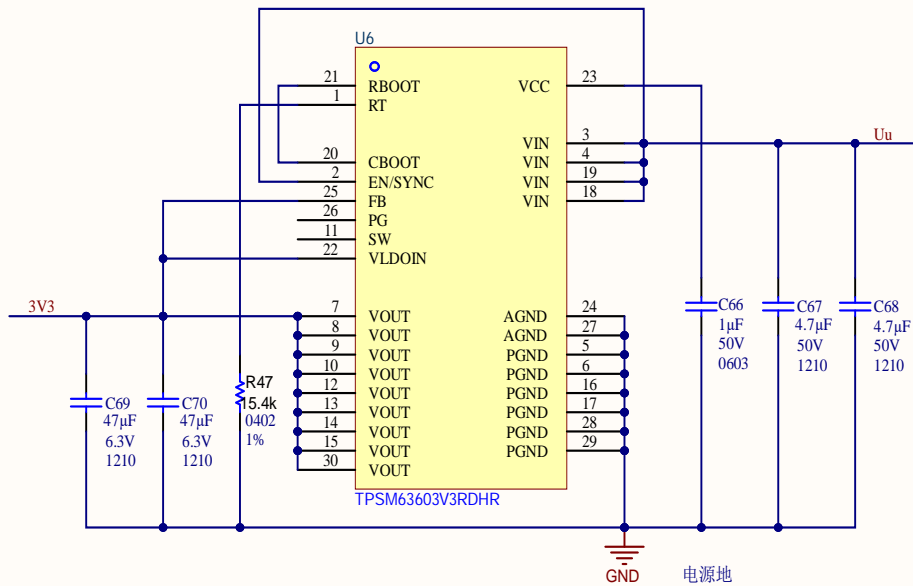 U6
21 RBOOT VCC 23
1 RT
VIN 3
Uu
20 CBOOT VIN 4
2 EN/SYNC VIN 19
25 FB VIN 18
26 PG
11 SW
22 VLDOIN
3V3
7 VOUT AGND 24
8 VOUT AGND 27
9 VOUT PGND 5
10 VOUT PGND 6
12 VOUT PGND 16
13 VOUT PGND 17
14 VOUT PGND 28
15 VOUT PGND 29
30 VOUT
C66
1μF
50V
0603
C67
4.7μF
50V
1210
C68
4.7μF
50V
1210
C69
47μF
6.3V
1210
C70
47μF
6.3V
1210
R47
15.4k
0402
1%
TPSM63603V3RDHR
GND
电源地